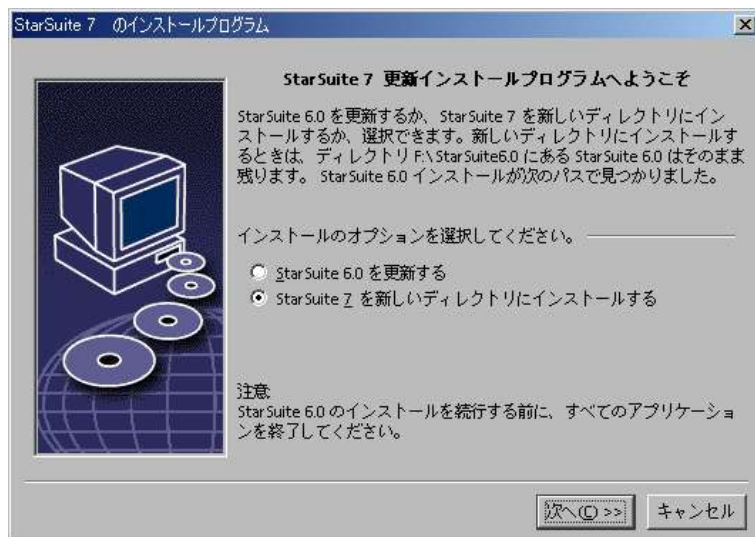 StarSuite 7 のインストールプログラム
StarSuite 7 更新インストールプログラムへようこそ
StarSuite 6.0 を更新するか、StarSuite 7 を新しいディレクトリにイン
ストールするか、選択できます。新しいディレクトリにインストールす
るときは、ディレクトリ F:\StarSuite6.0 にある StarSuite 6.0 はそのまま
残ります。 StarSuite 6.0 インストールが次のパスで見つかりました。
インストールのオプションを選択してください。
StarSuite 6.0 を更新する
StarSuite 7 を新しいディレクトリにインストールする
注意:
StarSuite 6.0 のインストールを続行する前に、すべてのアプリケーショ
ンを終了してください。
次へ(C) >>
キャンセル